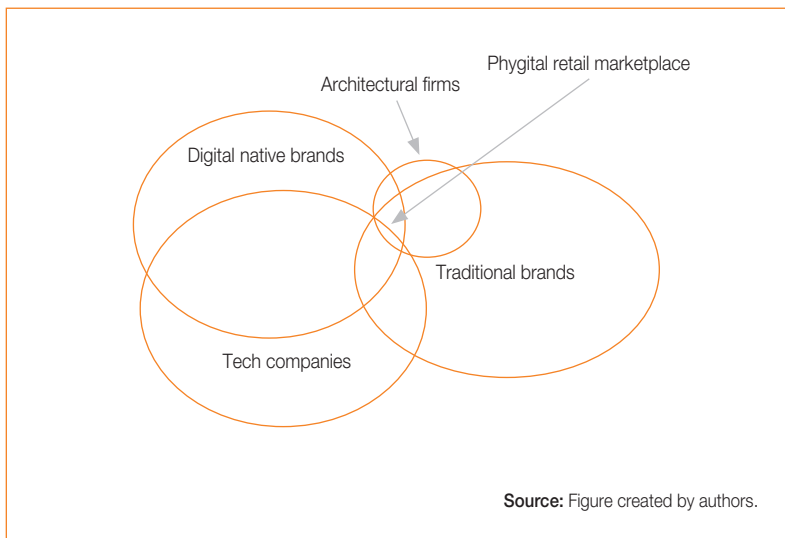 Phygital retail marketplace
Architectural firms
Digital native brands
Traditional brands
Tech companies
Source: Figure created by authors.